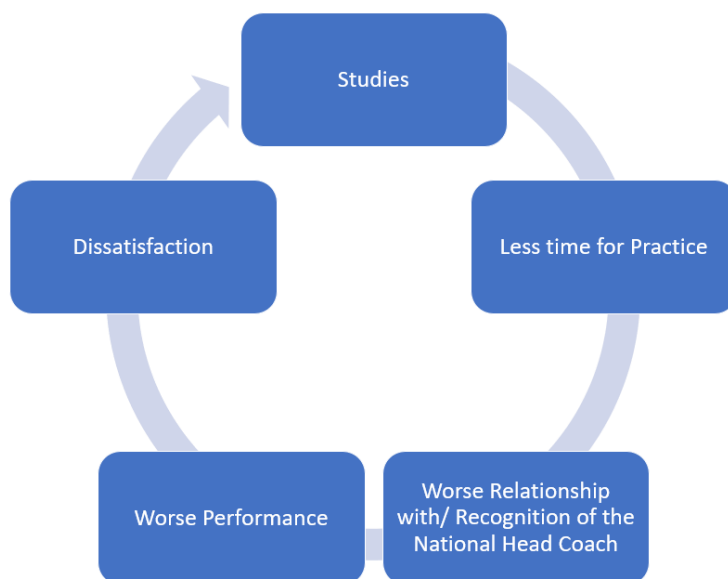 Studies
Less time for Practice
Worse Relationship
with/ Recognition of the
National Head Coach
Worse Performance
Dissatisfaction